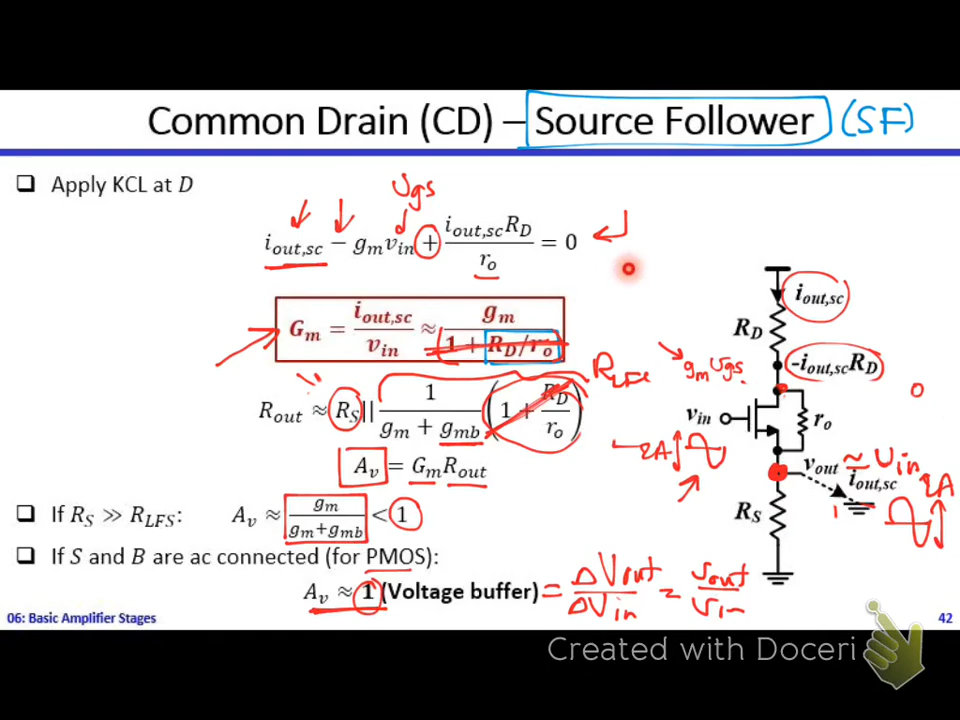 Common Drain (CD) – Source Follower (SF)
❑ Apply KCL at D
vgs
i_out,sc − g_m v_in + i_out,sc R_D / r_o = 0
G_m = i_out,sc / v_in ≈ g_m / (1 + R_D/r_o)
R_LFS
R_out ≈ R_S || 1 / (g_m + g_mb) (1 + R_D / r_o)
A_v = G_m R_out
❑ If R_S ≫ R_LFS: A_v ≈ g_m / (g_m + g_mb) < 1
❑ If S and B are ac connected (for PMOS):
A_v ≈ 1 (Voltage buffer) = ΔVout / ΔVin = vout / vin
i_out,sc
R_D
-i_out,sc R_D
gm vgs
0
v_in
r_o
2A
v_out ≈ vin
i_out,sc
2A
R_S
06: Basic Amplifier Stages
42
Created with Doceri